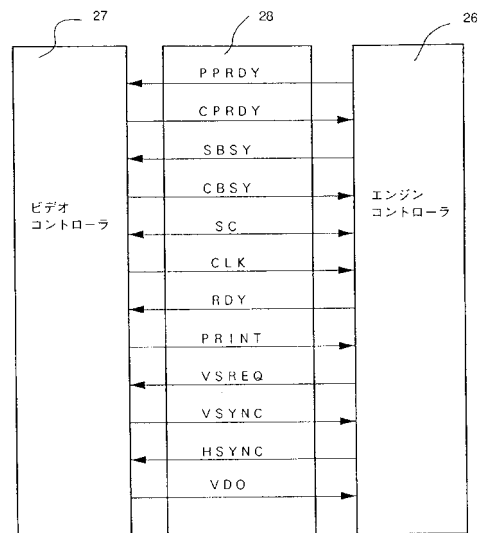 27
28
26
PPRDY
CPRDY
SBSY
CBSY
ビデオ
コントローラ
エンジン
コントローラ
SC
CLK
RDY
PRINT
VSREQ
VSYNC
HSYNC
VDO